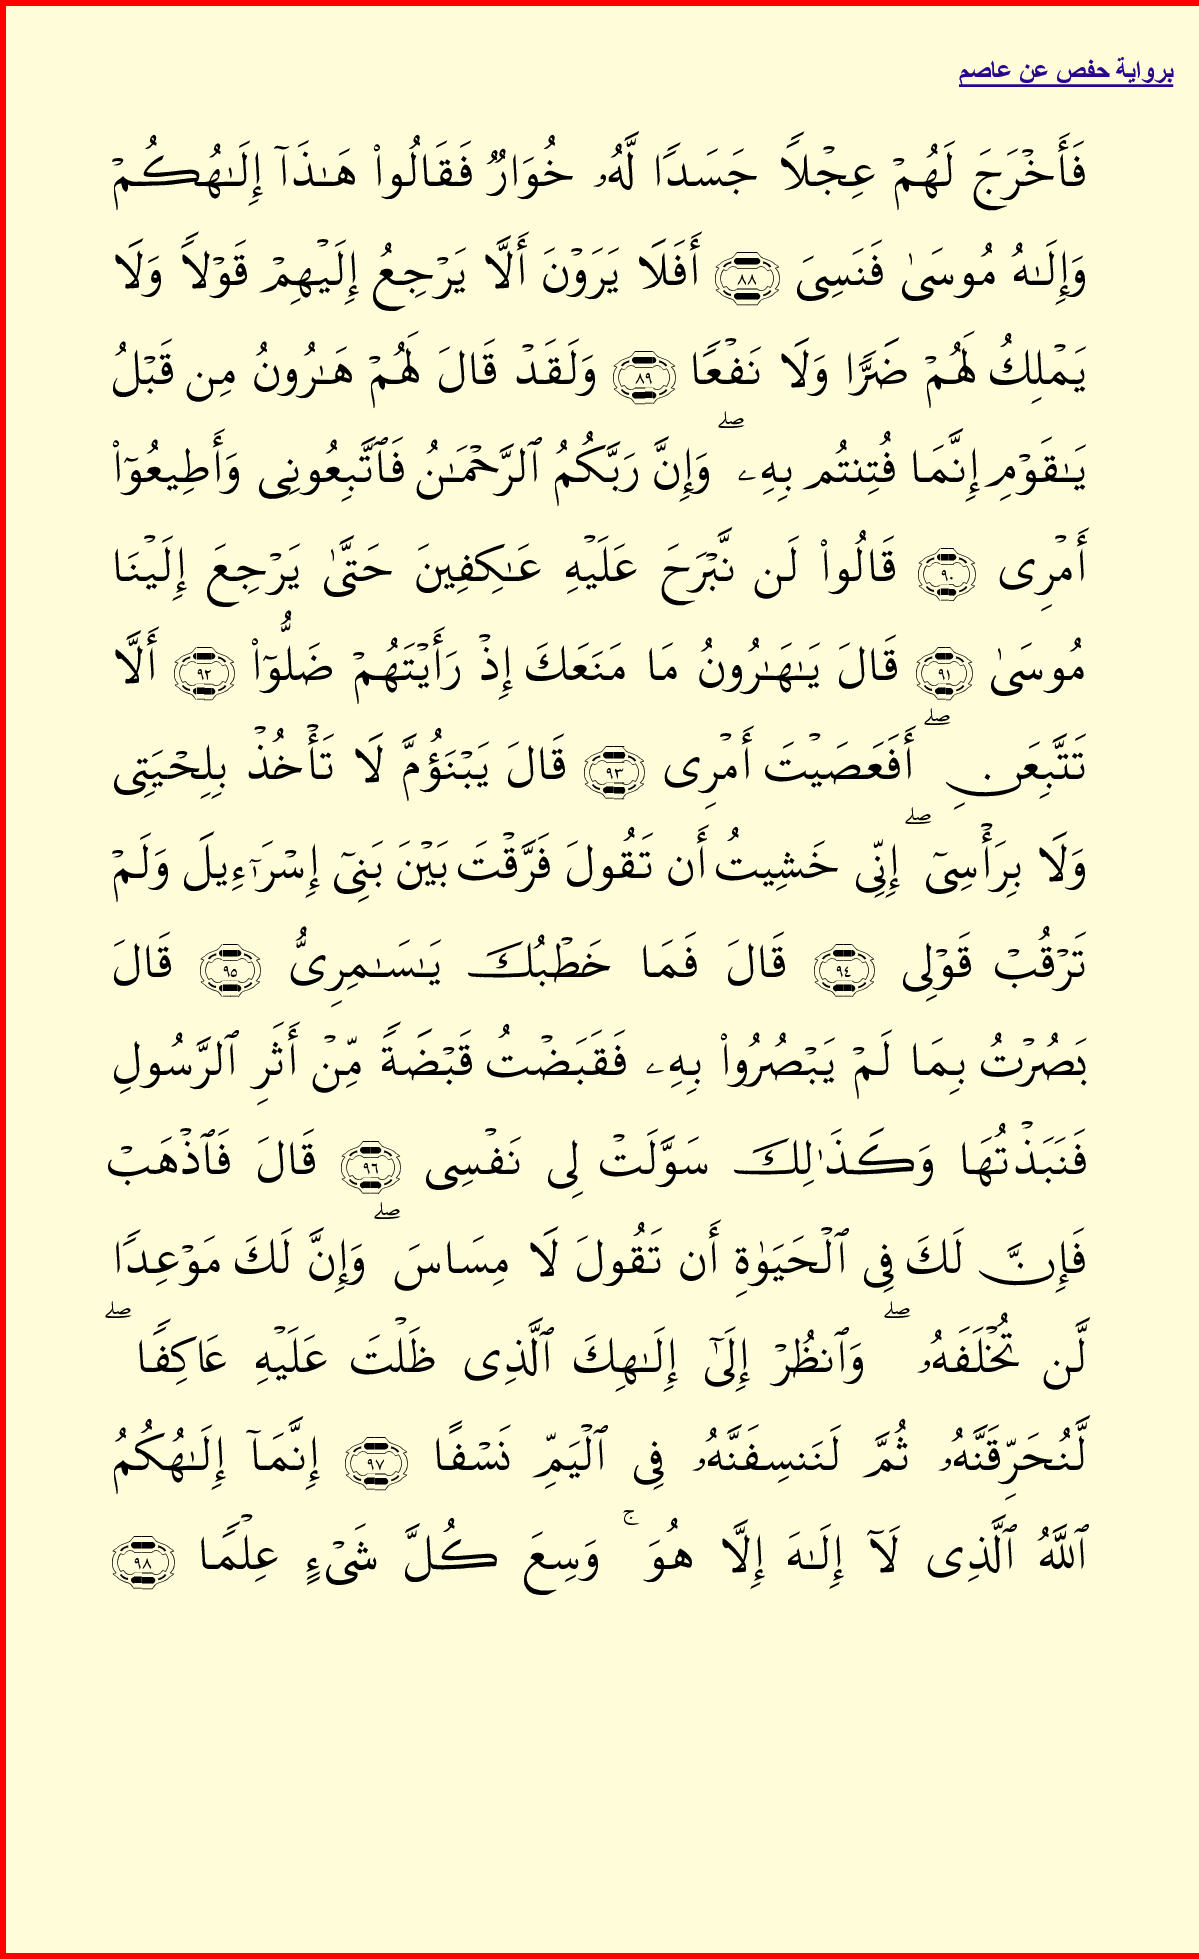 برواية حفص عن عاصم
فَأَخْرَجَ لَهُمْ عِجْلًا جَسَدًا لَّهُۥ خُوَارٌ فَقَالُوا۟ هَـٰذَآ إِلَـٰهُكُمْ
وَإِلَـٰهُ مُوسَىٰ فَنَسِىَ ﴿٨٨﴾ أَفَلَا يَرَوْنَ أَلَّا يَرْجِعُ إِلَيْهِمْ قَوْلًا وَلَا
يَمْلِكُ لَهُمْ ضَرًّا وَلَا نَفْعًا ﴿٨٩﴾ وَلَقَدْ قَالَ لَهُمْ هَـٰرُونُ مِن قَبْلُ
يَـٰقَوْمِ إِنَّمَا فُتِنتُم بِهِۦ ۖ وَإِنَّ رَبَّكُمُ ٱلرَّحْمَـٰنُ فَٱتَّبِعُونِى وَأَطِيعُوٓا۟
أَمْرِى ﴿٩٠﴾ قَالُوا۟ لَن نَّبْرَحَ عَلَيْهِ عَـٰكِفِينَ حَتَّىٰ يَرْجِعَ إِلَيْنَا
مُوسَىٰ ﴿٩١﴾ قَالَ يَـٰهَـٰرُونُ مَا مَنَعَكَ إِذْ رَأَيْتَهُمْ ضَلُّوٓا۟ ﴿٩٢﴾ أَلَّا
تَتَّبِعَنِ ۖ أَفَعَصَيْتَ أَمْرِى ﴿٩٣﴾ قَالَ يَبْنَؤُمَّ لَا تَأْخُذْ بِلِحْيَتِى
وَلَا بِرَأْسِىٓ ۖ إِنِّى خَشِيتُ أَن تَقُولَ فَرَّقْتَ بَيْنَ بَنِىٓ إِسْرَٰٓءِيلَ وَلَمْ
تَرْقُبْ قَوْلِى ﴿٩٤﴾ قَالَ فَمَا خَطْبُكَ يَـٰسَـٰمِرِىُّ ﴿٩٥﴾ قَالَ
بَصُرْتُ بِمَا لَمْ يَبْصُرُوا۟ بِهِۦ فَقَبَضْتُ قَبْضَةً مِّنْ أَثَرِ ٱلرَّسُولِ
فَنَبَذْتُهَا وَكَذَٰلِكَ سَوَّلَتْ لِى نَفْسِى ﴿٩٦﴾ قَالَ فَٱذْهَبْ
فَإِنَّ لَكَ فِى ٱلْحَيَوٰةِ أَن تَقُولَ لَا مِسَاسَ ۖ وَإِنَّ لَكَ مَوْعِدًا
لَّن تُخْلَفَهُۥ ۖ وَٱنظُرْ إِلَىٰٓ إِلَـٰهِكَ ٱلَّذِى ظَلْتَ عَلَيْهِ عَاكِفًا ۖ
لَّنُحَرِّقَنَّهُۥ ثُمَّ لَنَنسِفَنَّهُۥ فِى ٱلْيَمِّ نَسْفًا ﴿٩٧﴾ إِنَّمَآ إِلَـٰهُكُمُ
ٱللَّهُ ٱلَّذِى لَآ إِلَـٰهَ إِلَّا هُوَ ۚ وَسِعَ كُلَّ شَىْءٍ عِلْمًا ﴿٩٨﴾